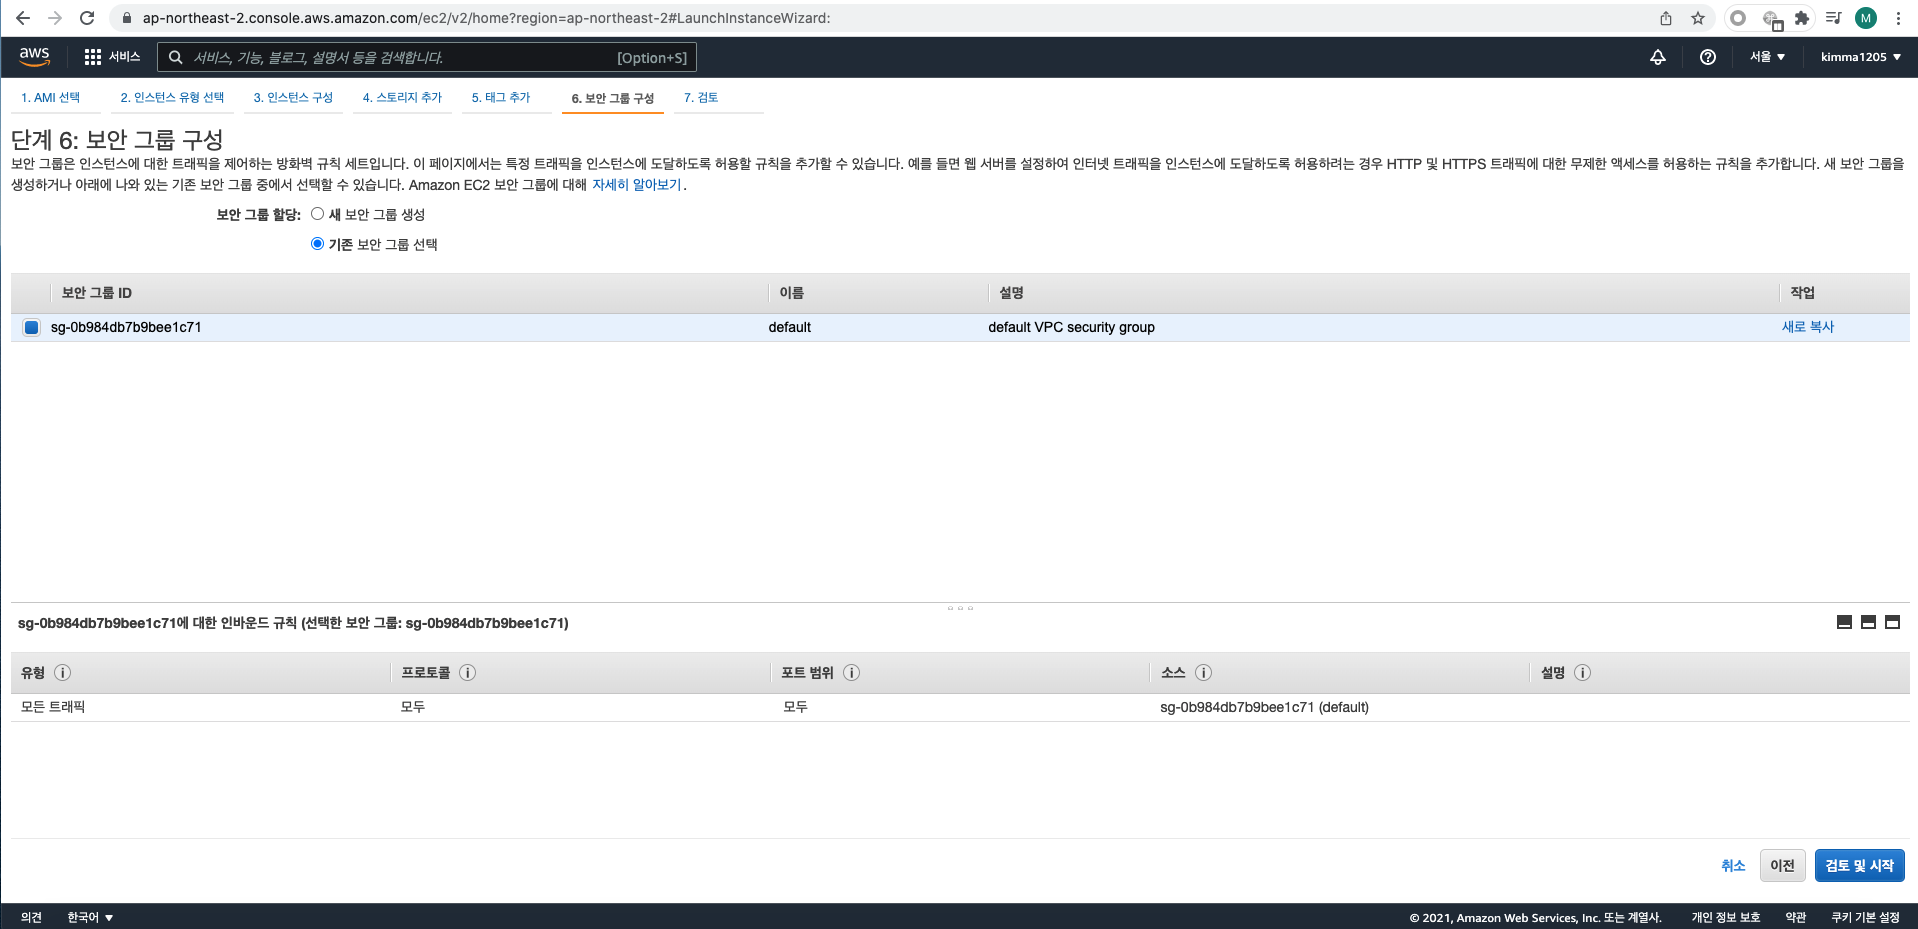 ap-northeast-2.console.aws.amazon.com/ec2/v2/home?region=ap-northeast-2#LaunchInstanceWizard:
M
aws 서비스 서비스, 기능, 블로그, 설명서 등을 검색합니다. [Option+S] 서울 kimma1205
1. AMI 선택 2. 인스턴스 유형 선택 3. 인스턴스 구성 4. 스토리지 추가 5. 태그 추가 6. 보안 그룹 구성 7. 검토
단계 6: 보안 그룹 구성
보안 그룹은 인스턴스에 대한 트래픽을 제어하는 방화벽 규칙 세트입니다. 이 페이지에서는 특정 트래픽을 인스턴스에 도달하도록 허용할 규칙을 추가할 수 있습니다. 예를 들면 웹 서버를 설정하여 인터넷 트래픽을 인스턴스에 도달하도록 허용하려는 경우 HTTP 및 HTTPS 트래픽에 대한 무제한 액세스를 허용하는 규칙을 추가합니다. 새 보안 그룹을
생성하거나 아래에 나와 있는 기존 보안 그룹 중에서 선택할 수 있습니다. Amazon EC2 보안 그룹에 대해 자세히 알아보기.
보안 그룹 할당: 새 보안 그룹 생성
기존 보안 그룹 선택
보안 그룹 ID 이름 설명 작업
sg-0b984db7b9bee1c71 default default VPC security group 새로 복사
sg-0b984db7b9bee1c71에 대한 인바운드 규칙 (선택한 보안 그룹: sg-0b984db7b9bee1c71)
유형 프로토콜 포트 범위 소스 설명
모든 트래픽 모두 모두 sg-0b984db7b9bee1c71 (default)
취소 이전 검토 및 시작
의견 한국어 © 2021, Amazon Web Services, Inc. 또는 계열사. 개인 정보 보호 약관 쿠키 기본 설정